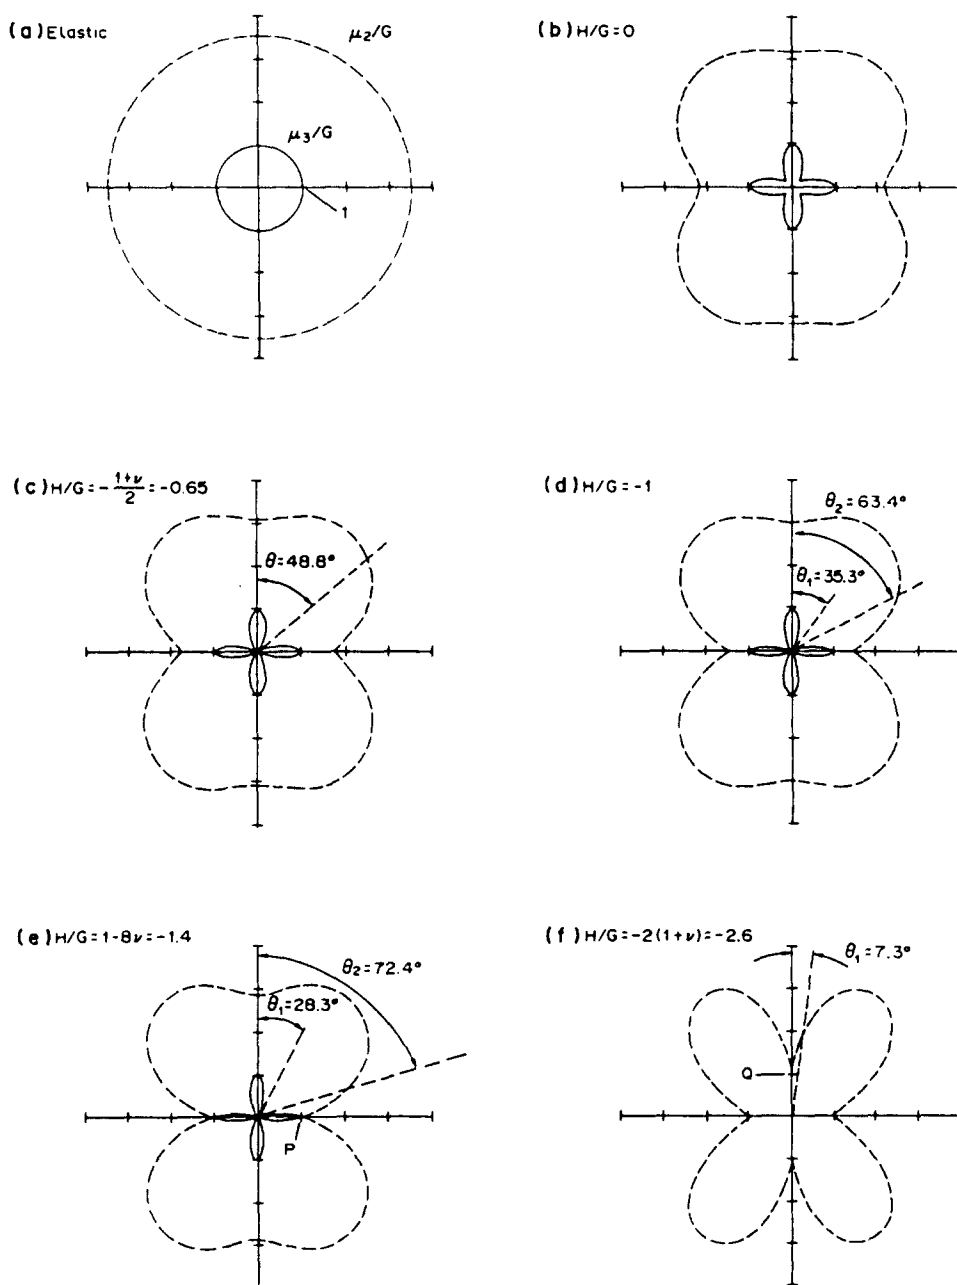 (a) Elastic
μ₂/G
μ₃/G
1
(b) H/G=0
(c) H/G=-(1+ν)/2=-0.65
θ=48.8°
(d) H/G=-1
θ₂=63.4°
θ₁=35.3°
(e) H/G=1-8ν=-1.4
θ₂=72.4°
θ₁=28.3°
P
(f) H/G=-2(1+ν)=-2.6
θ₁=7.3°
Q